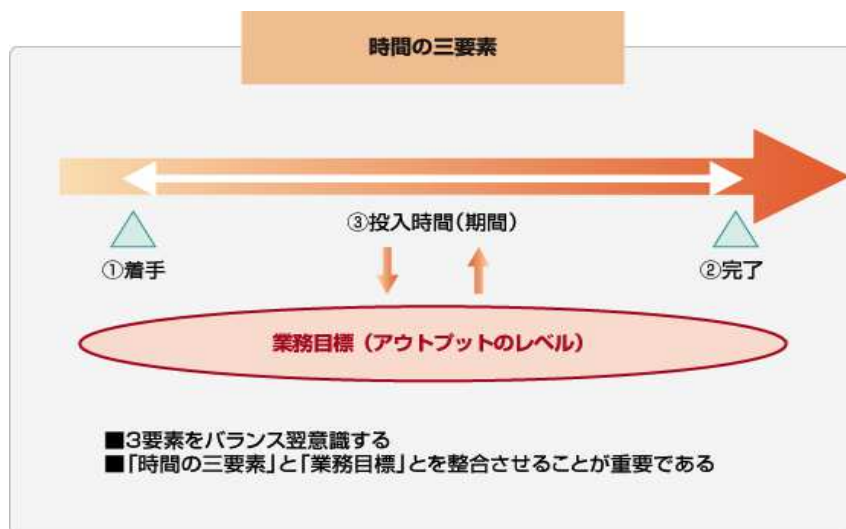 時間の三要素
③投入時間(期間)
①着手
②完了
業務目標（アウトプットのレベル）
■3要素をバランス翌意識する
■「時間の三要素」と「業務目標」とを整合させることが重要である